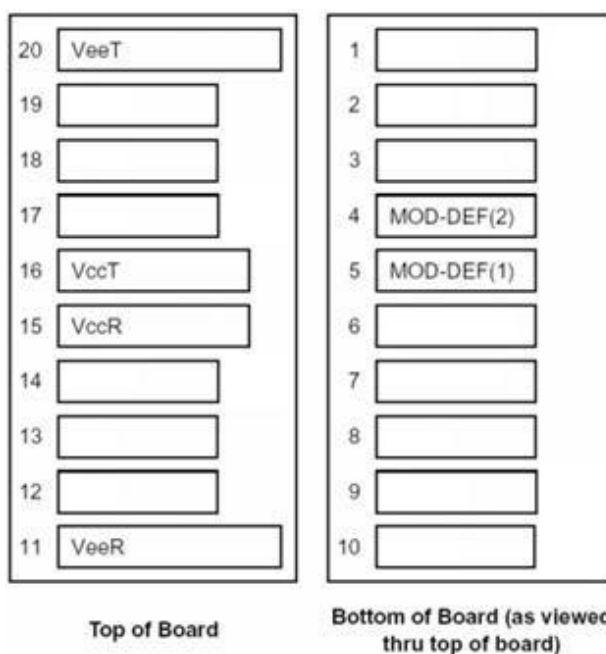 20 VeeT
19
18
17
16 VccT
15 VccR
14
13
12
11 VeeR
Top of Board
1
2
3
4 MOD-DEF(2)
5 MOD-DEF(1)
6
7
8
9
10
Bottom of Board (as viewed
thru top of board)